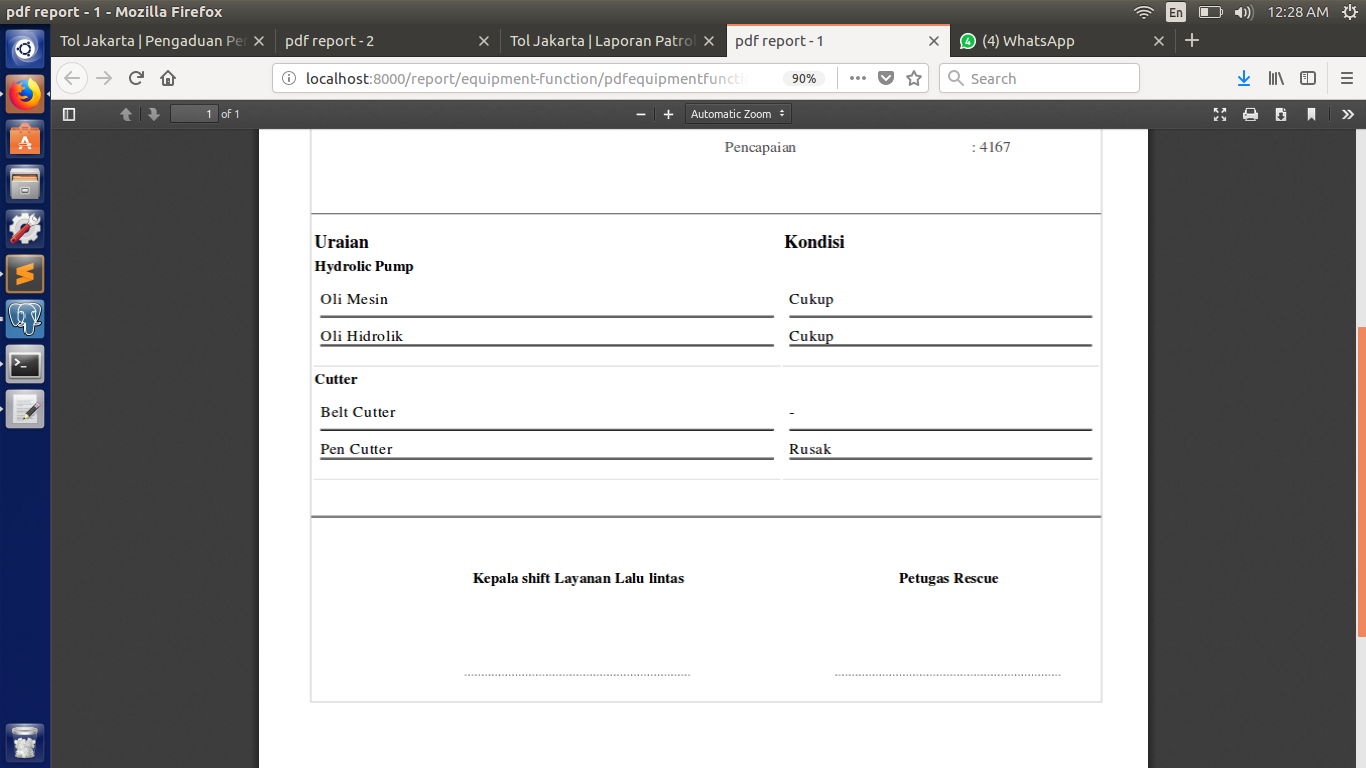 pdf report - 1 - Mozilla Firefox
En
12:28 AM
Tol Jakarta | Pengaduan Pe
pdf report - 2
Tol Jakarta | Laporan Patrol
pdf report - 1
(4) WhatsApp
localhost:8000/report/equipment-function/pdfequipmentfuncti
90%
Search
1 of 1
Automatic Zoom
Pencapaian : 4167
Uraian Kondisi
Hydrolic Pump
Oli Mesin Cukup
Oli Hidrolik Cukup
Cutter
Belt Cutter -
Pen Cutter Rusak
Kepala shift Layanan Lalu lintas Petugas Rescue